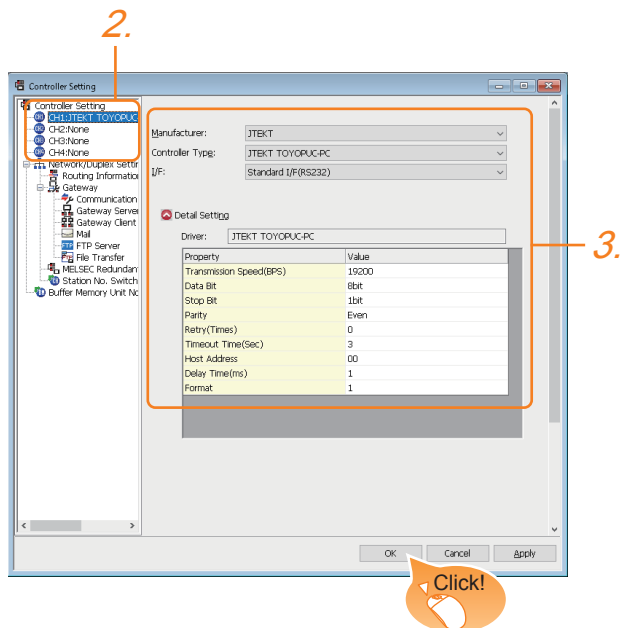 2.
Controller Setting
Controller Setting
CH1:JTEKT TOYOPUC
CH2:None
CH3:None
CH4:None
Network/Duplex Settin
Routing Informatio
Gateway
Communication
Gateway Server
Gateway Client
Mail
FTP Server
File Transfer
MELSEC Redundan
Station No. Switch
Buffer Memory Unit No
Manufacturer: JTEKT
Controller Type: JTEKT TOYOPUC-PC
I/F: Standard I/F(RS232)
Detail Setting
Driver: JTEKT TOYOPUC-PC
Property Value
Transmission Speed(BPS) 19200
Data Bit 8bit
Stop Bit 1bit
Parity Even
Retry(Times) 0
Timeout Time(Sec) 3
Host Address 00
Delay Time(ms) 1
Format 1
3.
OK Cancel Apply
Click!